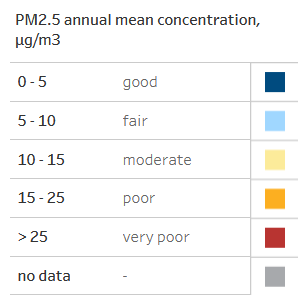 PM2.5 annual mean concentration,
µg/m3
0 - 5 good
5 - 10 fair
10 - 15 moderate
15 - 25 poor
> 25 very poor
no data -